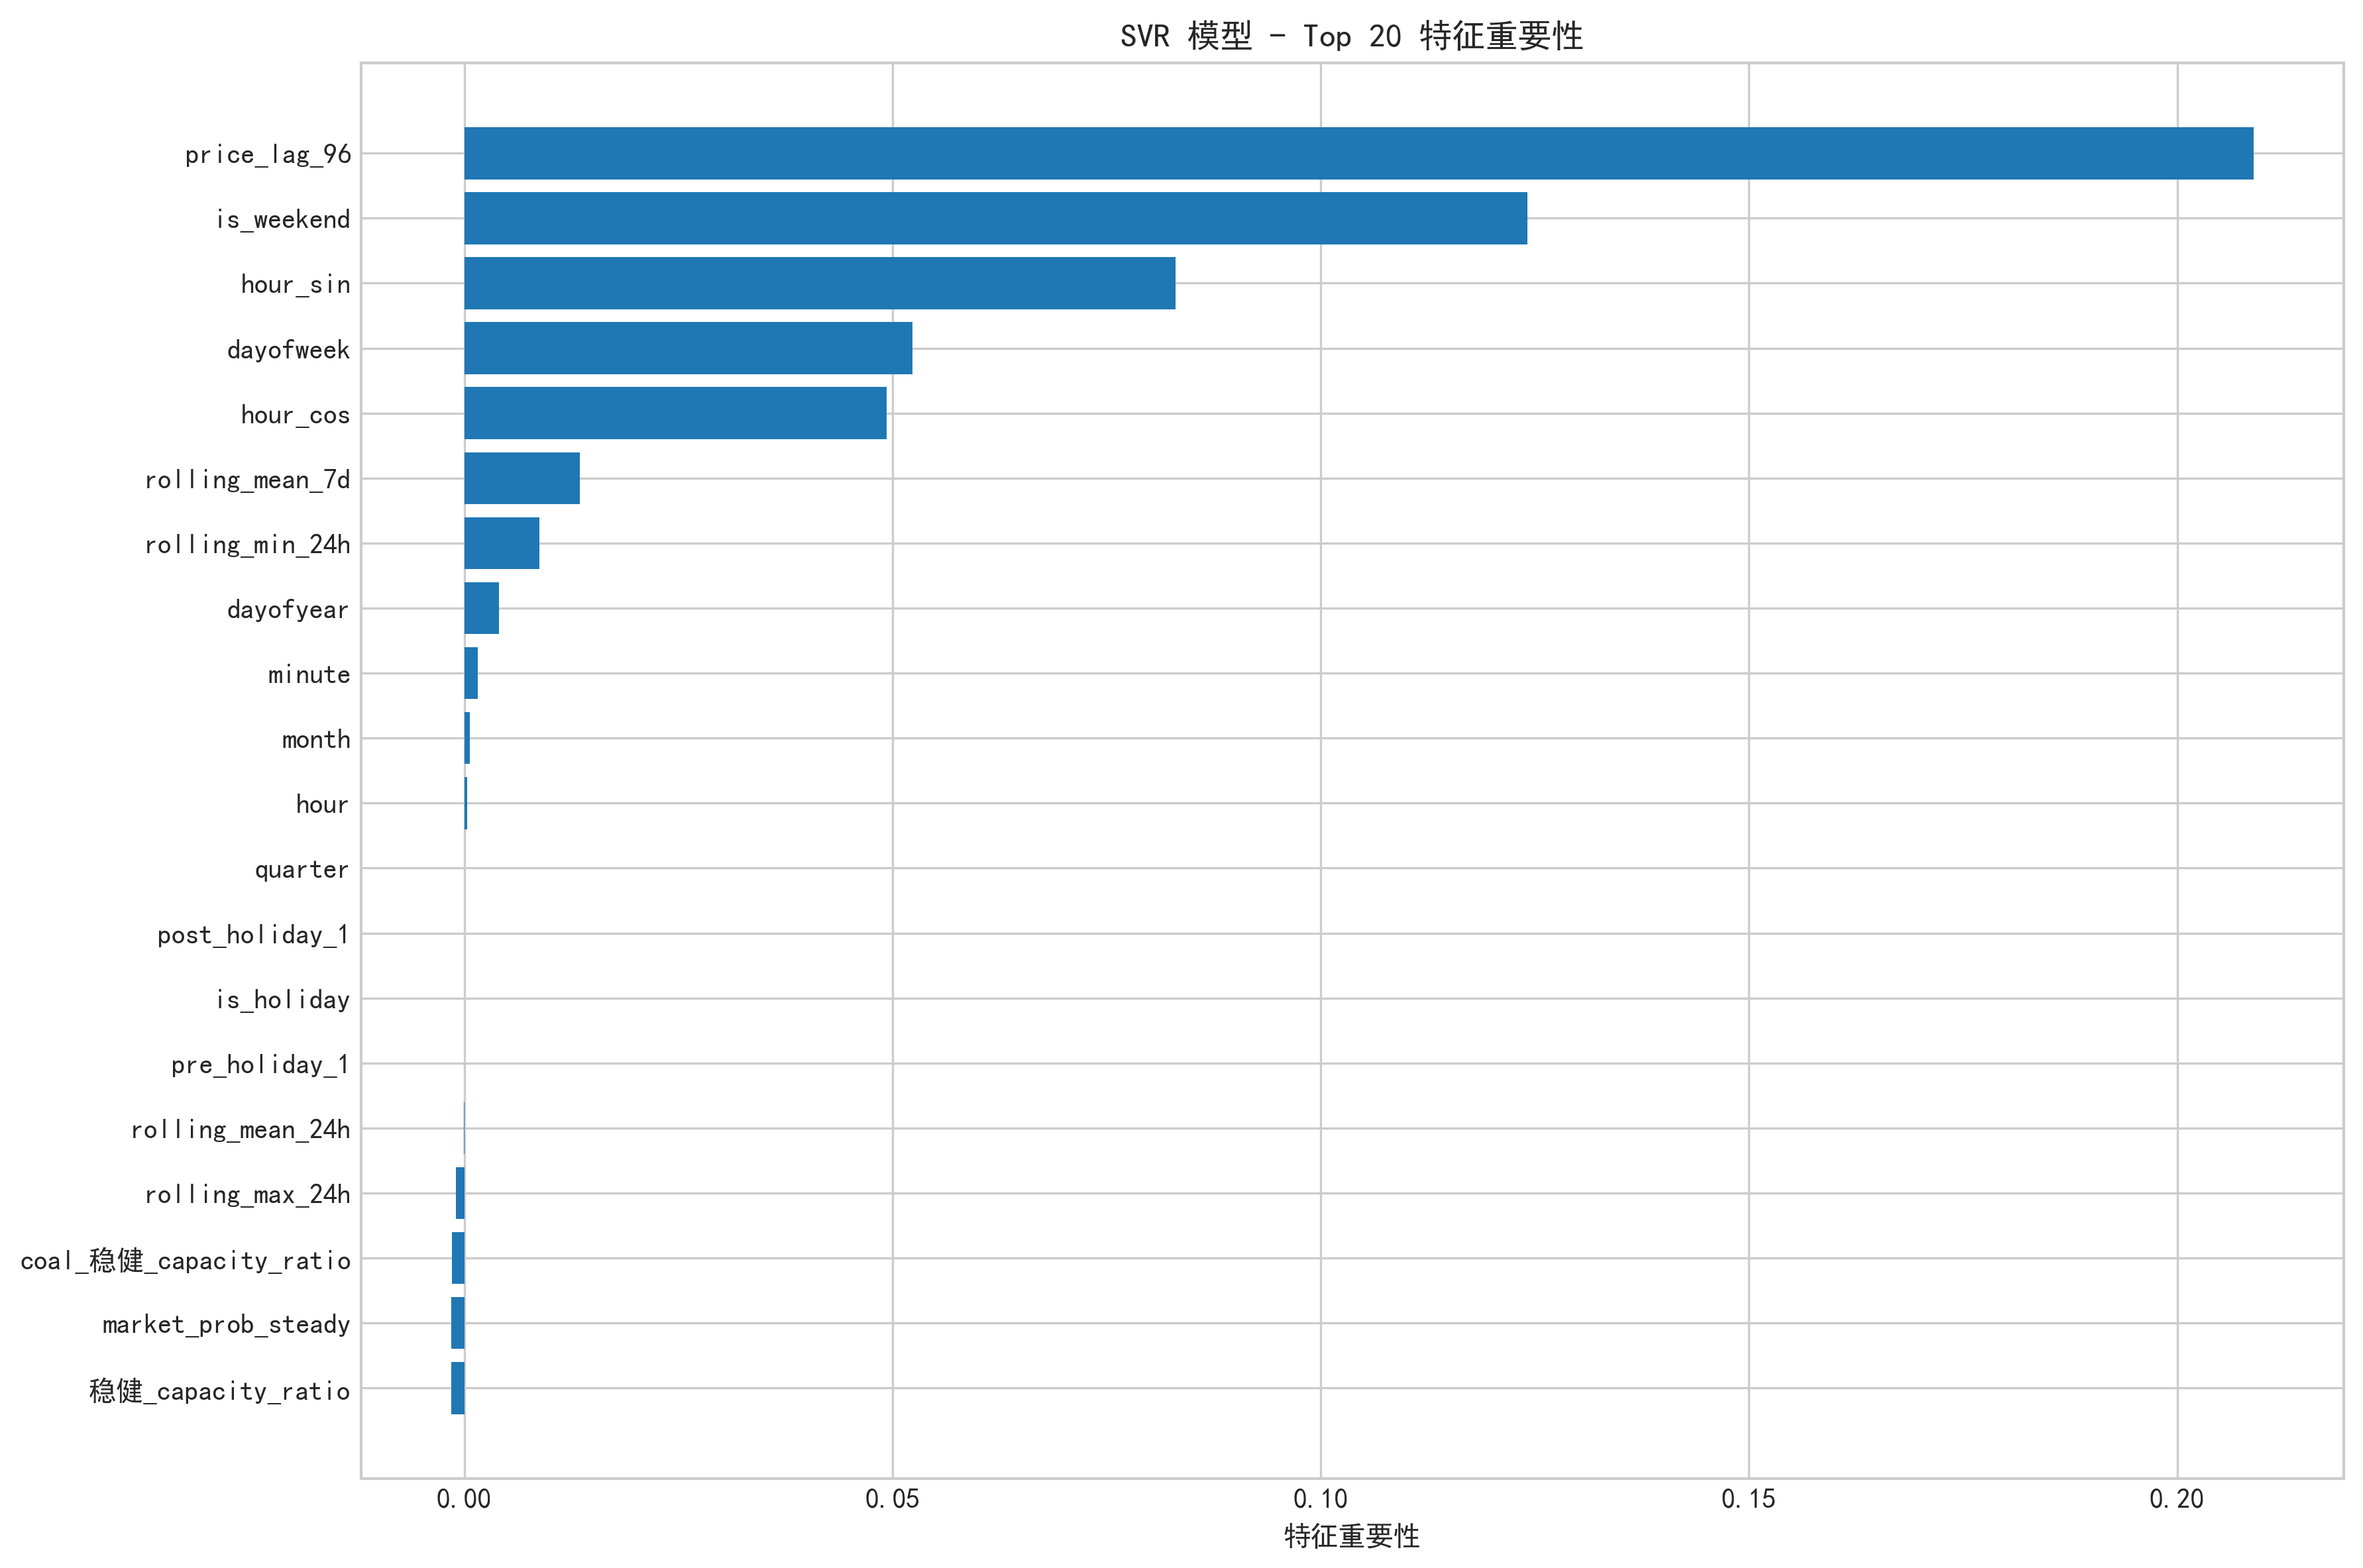 SVR 模型 - Top 20 特征重要性
price_lag_96
is_weekend
hour_sin
dayofweek
hour_cos
rolling_mean_7d
rolling_min_24h
dayofyear
minute
month
hour
quarter
post_holiday_1
is_holiday
pre_holiday_1
rolling_mean_24h
rolling_max_24h
coal_稳健_capacity_ratio
market_prob_steady
稳健_capacity_ratio
0.00 0.05 0.10 0.15 0.20
特征重要性